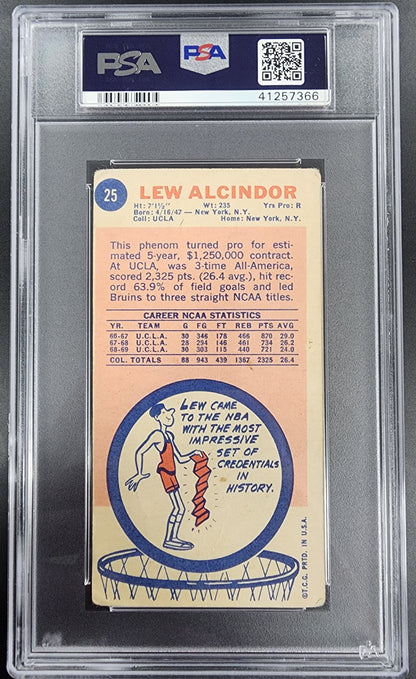 PSA
PSA
41257366
25
LEW ALCINDOR
Ht: 7'1½" Wt: 235 Yrs Pro: R
Born: 4/16/47 — New York, N.Y.
Coll: UCLA Home: New York, N.Y.
This phenom turned pro for esti-
mated 5-year, $1,250,000 contract.
At UCLA, was 3-time All-America,
scored 2,325 pts. (26.4 avg.), hit record
record 63.9% of field goals and led
Bruins to three straight NCAA titles.
CAREER NCAA STATISTICS
YR. TEAM G FG FT REB PTS AVG
66-67 U.C.L.A. 30 346 178 466 870 29.0
67-68 U.C.L.A. 28 294 146 461 734 26.2
68-69 U.C.L.A. 30 303 115 440 721 24.0
COL. TOTALS 88 943 439 1367 2325 26.4
LEW CAME
TO THE NBA
WITH THE MOST
IMPRESSIVE
SET OF
CREDENTIALS
IN
HISTORY.
©T.C.G. PRTD. IN U.S.A.